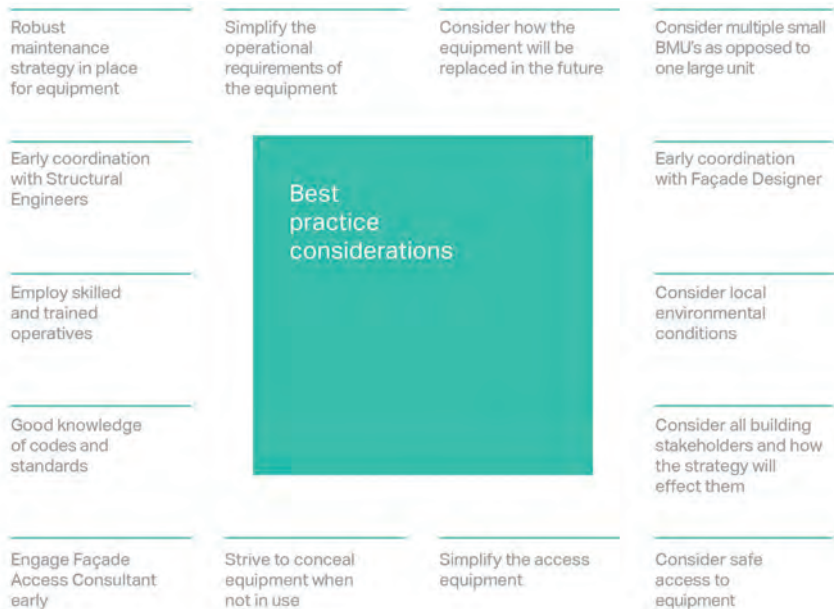 Robust
maintenance
strategy in place
for equipment
Simplify the
operational
requirements of
the equipment
Consider how the
equipment will be
replaced in the future
Consider multiple small
BMU's as opposed to
one large unit
Early coordination
with Structural
Engineers
Best
practice
considerations
Early coordination
with Façade Designer
Employ skilled
and trained
operatives
Consider local
environmental
conditions
Good knowledge
of codes and
standards
Consider all building
stakeholders and how
the strategy will
effect them
Engage Façade
Access Consultant
early
Strive to conceal
equipment when
not in use
Simplify the access
equipment
Consider safe
access to
equipment